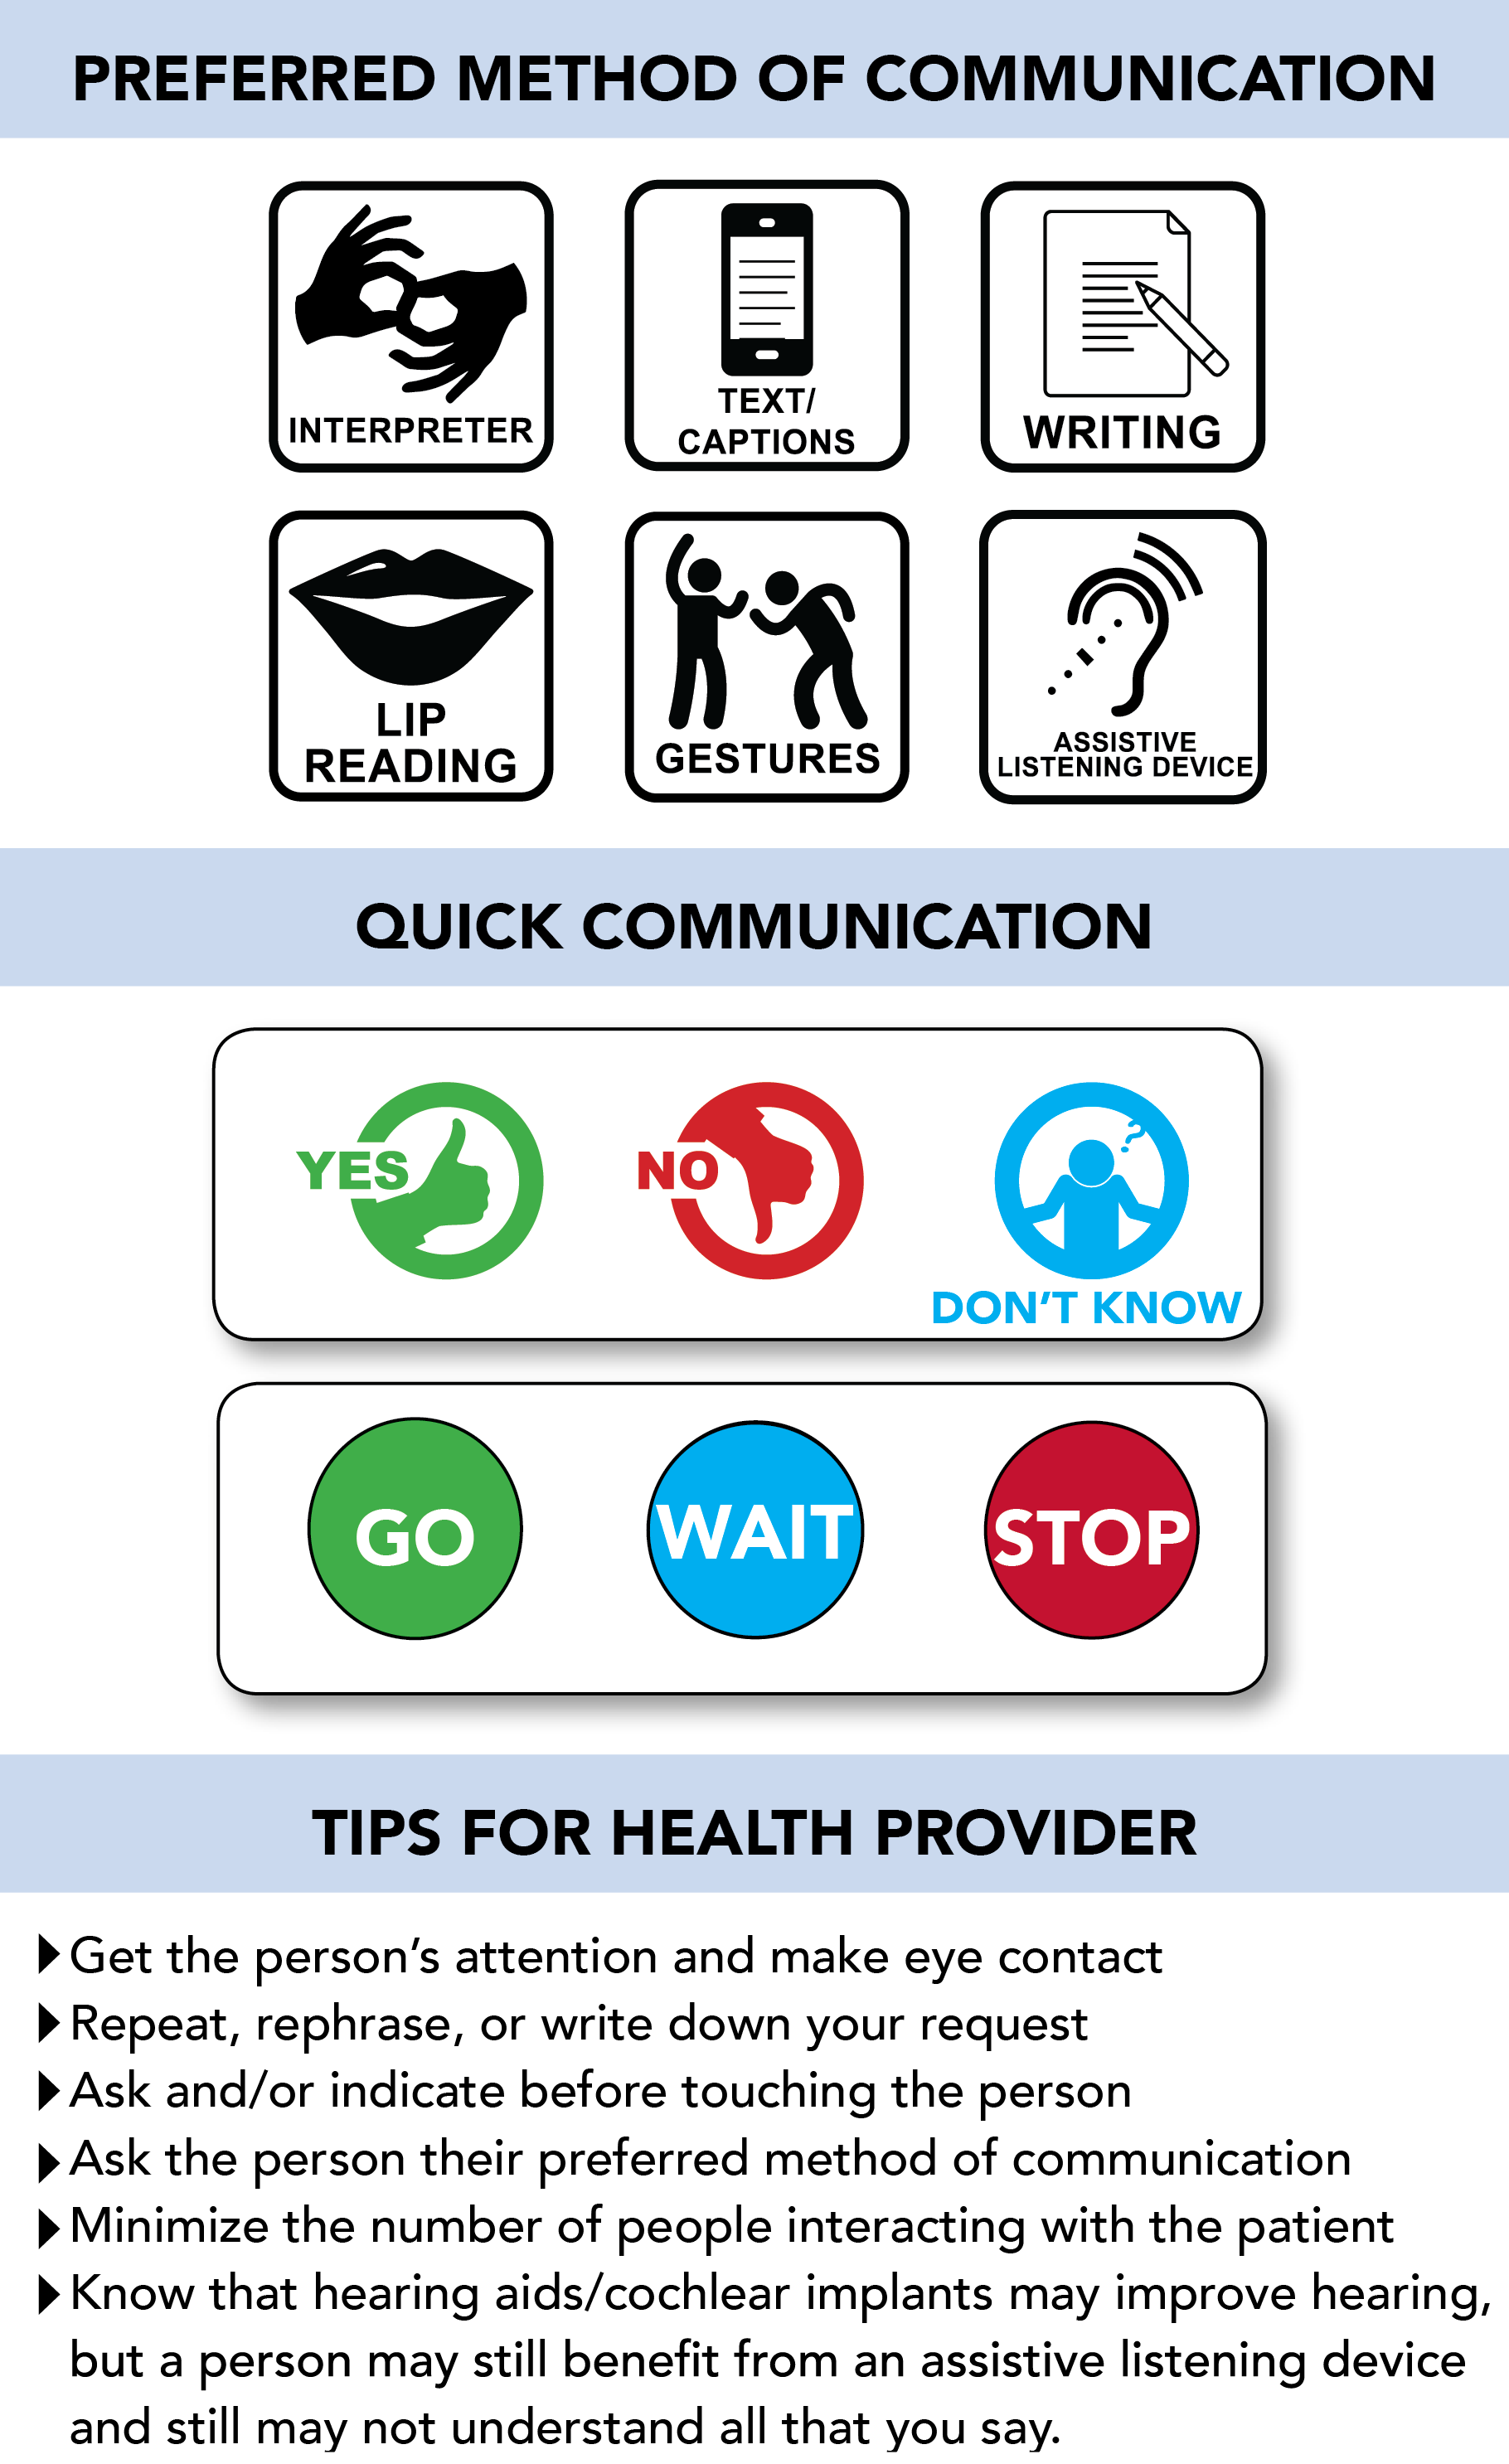 PREFERRED METHOD OF COMMUNICATION
INTERPRETER
TEXT/
CAPTIONS
WRITING
LIP
READING
GESTURES
ASSISTIVE
LISTENING DEVICE
QUICK COMMUNICATION
YES
NO
?
DON’T KNOW
GO
WAIT
STOP
TIPS FOR HEALTH PROVIDER
Get the person’s attention and make eye contact
Repeat, rephrase, or write down your request
Ask and/or indicate before touching the person
Ask the person their preferred method of communication
Minimize the number of people interacting with the patient
Know that hearing aids/cochlear implants may improve hearing,
but a person may still benefit from an assistive listening device
and still may not understand all that you say.